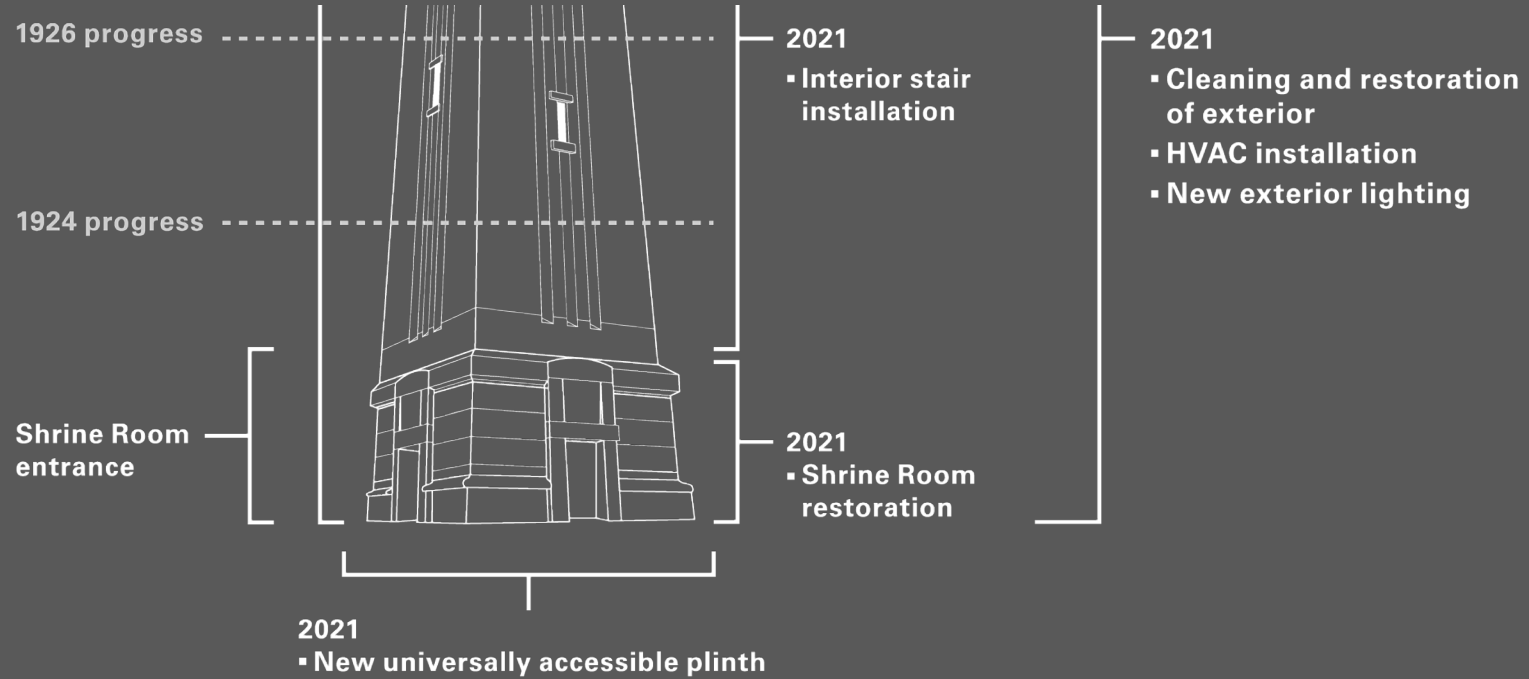 1926 progress
1924 progress
Shrine Room
entrance
2021
▪ Interior stair
installation
2021
▪ Shrine Room
restoration
2021
▪ Cleaning and restoration
of exterior
▪ HVAC installation
▪ New exterior lighting
2021
▪ New universally accessible plinth